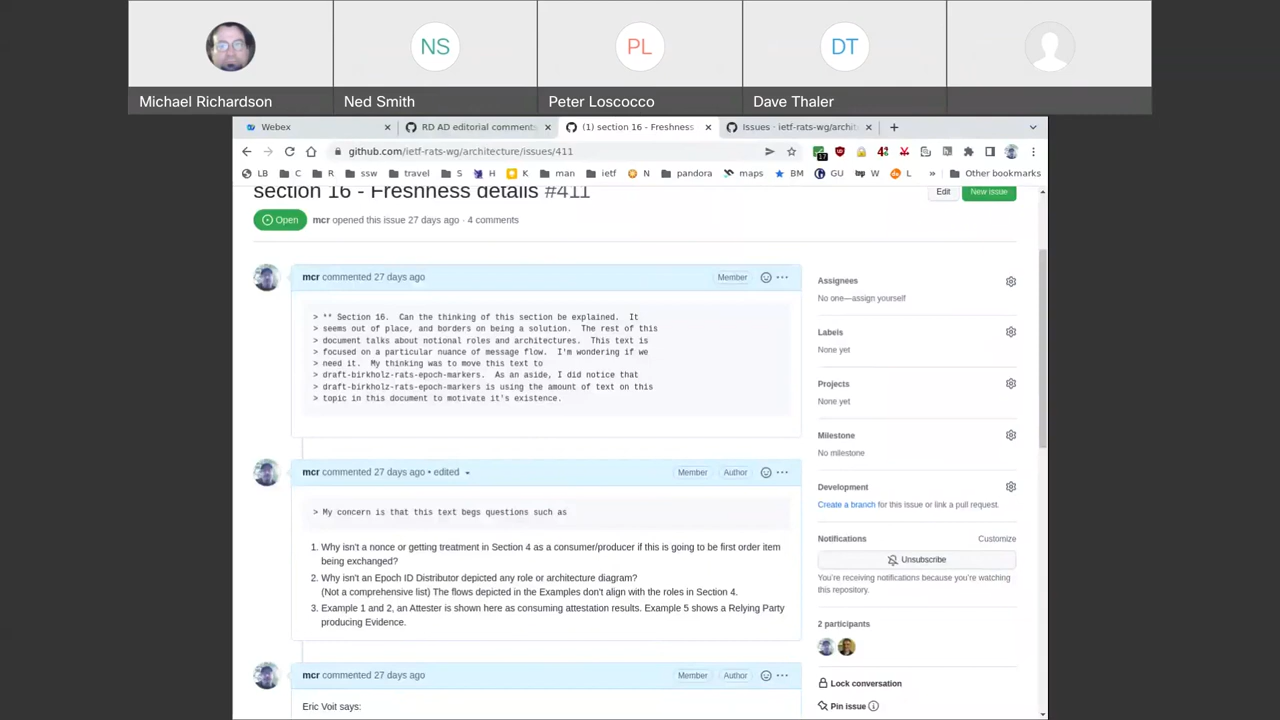 NS
PL
DT
Michael Richardson
Ned Smith
Peter Loscocco
Dave Thaler
Webex
RD AD editorial comments
(1) section 16 - Freshness
Issues · ietf-rats-wg/archite
github.com/ietf-rats-wg/architecture/issues/411
17
LB
C
R
ssw
travel
S
H
K
man
ietf
N
pandora
maps
BM
GU
W
L
»
Other bookmarks
section 16 - Freshness details #411
Edit
New issue
Open
mcr opened this issue 27 days ago · 4 comments
mcr commented 27 days ago
Member
> ** Section 16. Can the thinking of this section be explained. It
> seems out of place, and borders on being a solution. The rest of this
> document talks about notional roles and architectures. This text is
> focused on a particular nuance of message flow. I'm wondering if we
> need it. My thinking was to move this text to
> draft-birkholz-rats-epoch-markers. As an aside, I did notice that
> draft-birkholz-rats-epoch-markers is using the amount of text on this
> topic in this document to motivate it's existence.
mcr commented 27 days ago • edited
Member
Author
> My concern is that this text begs questions such as
1. Why isn't a nonce or getting treatment in Section 4 as a consumer/producer if this is going to be first order item
being exchanged?
2. Why isn't an Epoch ID Distributor depicted any role or architecture diagram?
(Not a comprehensive list) The flows depicted in the Examples don't align with the roles in Section 4.
3. Example 1 and 2, an Attester is shown here as consuming attestation results. Example 5 shows a Relying Party
producing Evidence.
mcr commented 27 days ago
Member
Author
Eric Voit says:
Assignees
No one—assign yourself
Labels
None yet
Projects
None yet
Milestone
No milestone
Development
Create a branch for this issue or link a pull request.
Notifications
Customize
Unsubscribe
You're receiving notifications because you're watching
this repository.
2 participants
Lock conversation
Pin issue